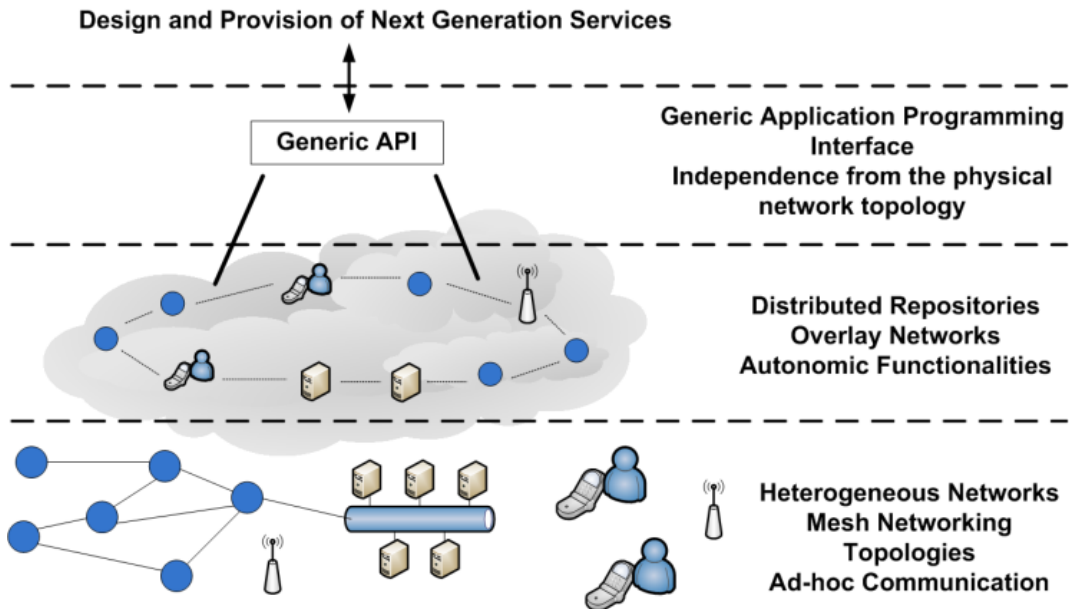 Design and Provision of Next Generation Services
Generic API
Generic Application Programming
Interface
Independence from the physical
network topology
Distributed Repositories
Overlay Networks
Autonomic Functionalities
Heterogeneous Networks
Mesh Networking
Topologies
Ad-hoc Communication